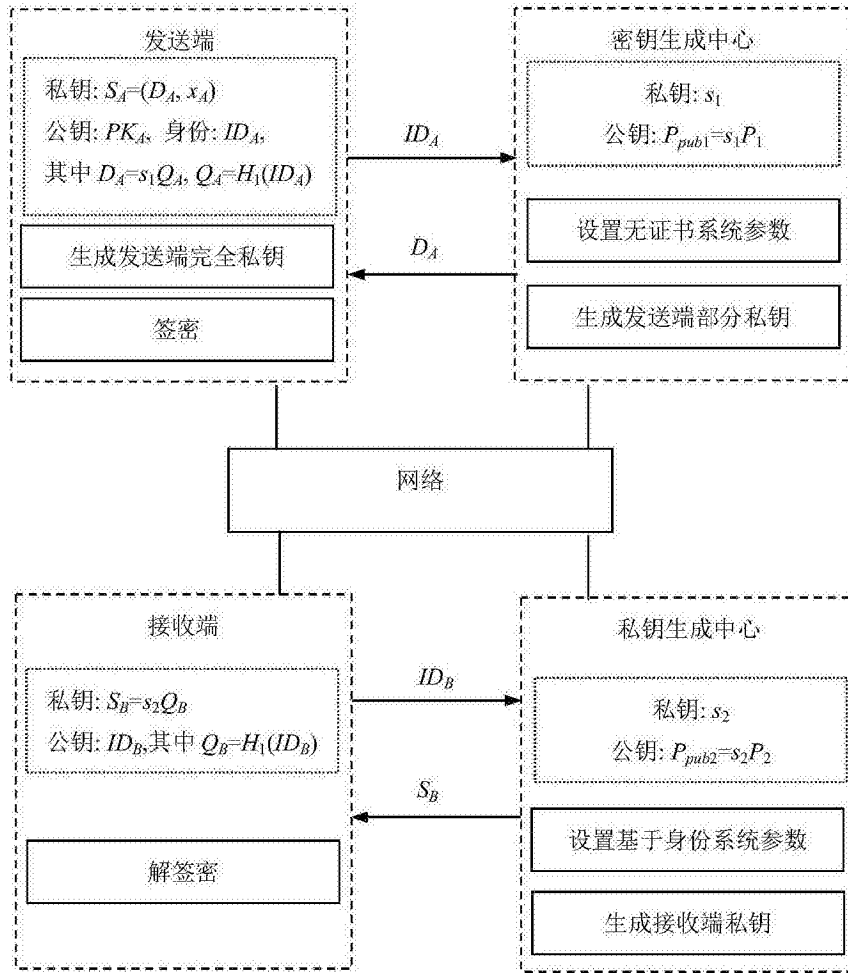 发送端
私钥: S_A=(D_A, x_A)
公钥: PK_A, 身份: ID_A,
其中 D_A=s_1Q_A, Q_A=H_1(ID_A)
生成发送端完全私钥
签密
ID_A
D_A
密钥生成中心
私钥: s_1
公钥: P_pub1=s_1P_1
设置无证书系统参数
生成发送端部分私钥
网络
接收端
私钥: S_B=s_2Q_B
公钥: ID_B,其中 Q_B=H_1(ID_B)
解签密
ID_B
S_B
私钥生成中心
私钥: s_2
公钥: P_pub2=s_2P_2
设置基于身份系统参数
生成接收端私钥